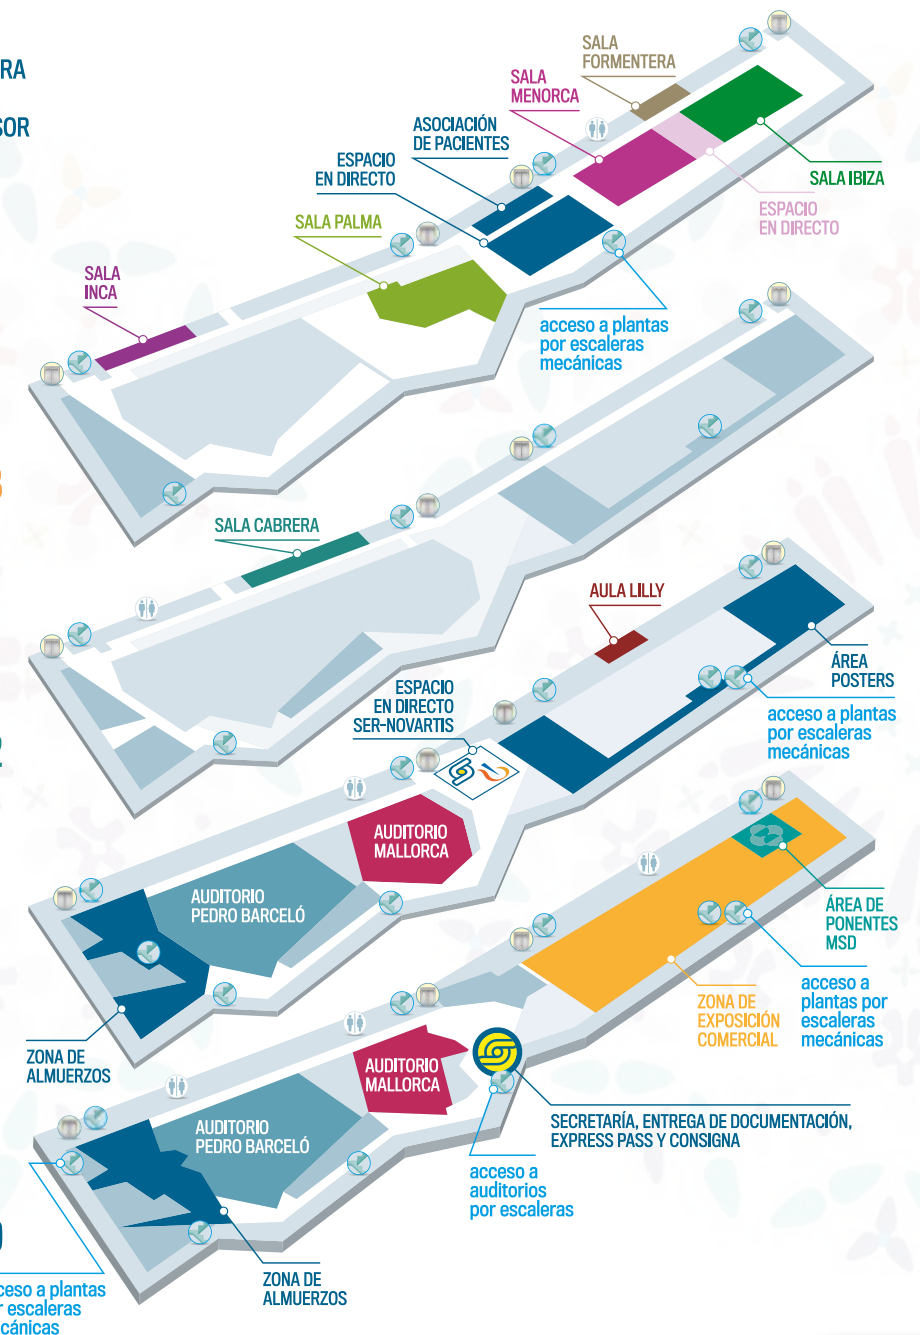 SALA
FORMENTERA
SALA
MENORCA
ASOCIACIÓN
DE PACIENTES
ESPACIO
EN DIRECTO
SALA IBIZA
ESPACIO
EN DIRECTO
SALA PALMA
SALA
INCA
acceso a plantas
por escaleras
mecánicas
SALA CABRERA
AULA LILLY
ESPACIO
EN DIRECTO
SER-NOVARTIS
ÁREA
POSTERS
acceso a plantas
por escaleras
mecánicas
AUDITORIO
MALLORCA
AUDITORIO
PEDRO BARCELÓ
ZONA DE
ALMUERZOS
ÁREA DE
PONENTES
MSD
ZONA DE
EXPOSICIÓN
COMERCIAL
acceso a
plantas por
escaleras
mecánicas
AUDITORIO
MALLORCA
AUDITORIO
PEDRO BARCELÓ
SECRETARÍA, ENTREGA DE DOCUMENTACIÓN,
EXPRESS PASS Y CONSIGNA
acceso a
auditorios
por escaleras
ZONA DE
ALMUERZOS
ceso a plantas
r escaleras
cánicas